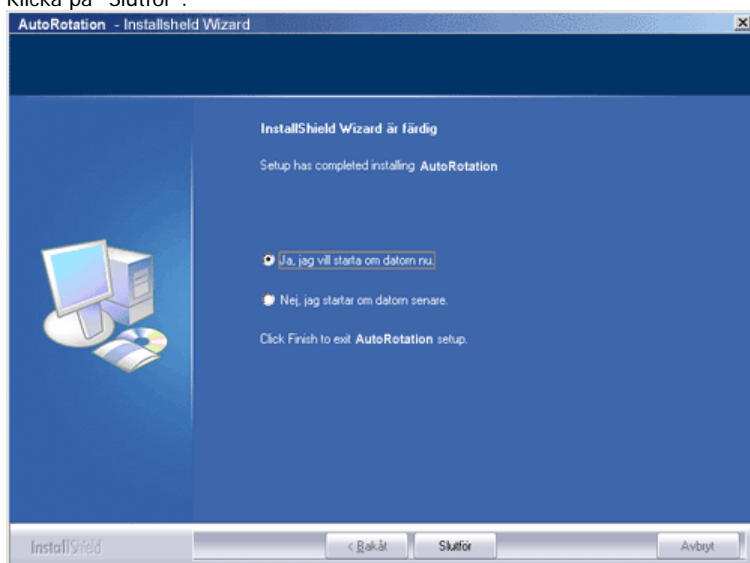 Klicka på "Slutför".
AutoRotation - Installsheld Wizard
InstallShield Wizard är färdig
Setup has completed installing AutoRotation
Ja, jag vill starta om datorn nu.
Nej, jag startar om datorn senare.
Click Finish to exit AutoRotation setup.
InstallShield
< Bakåt
Slutför
Avbryt